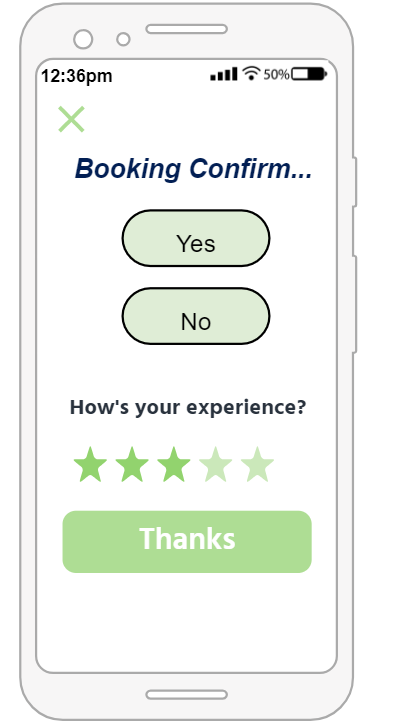 12:36pm 50%
Booking Confirm...
Yes
No
How's your experience?
Thanks